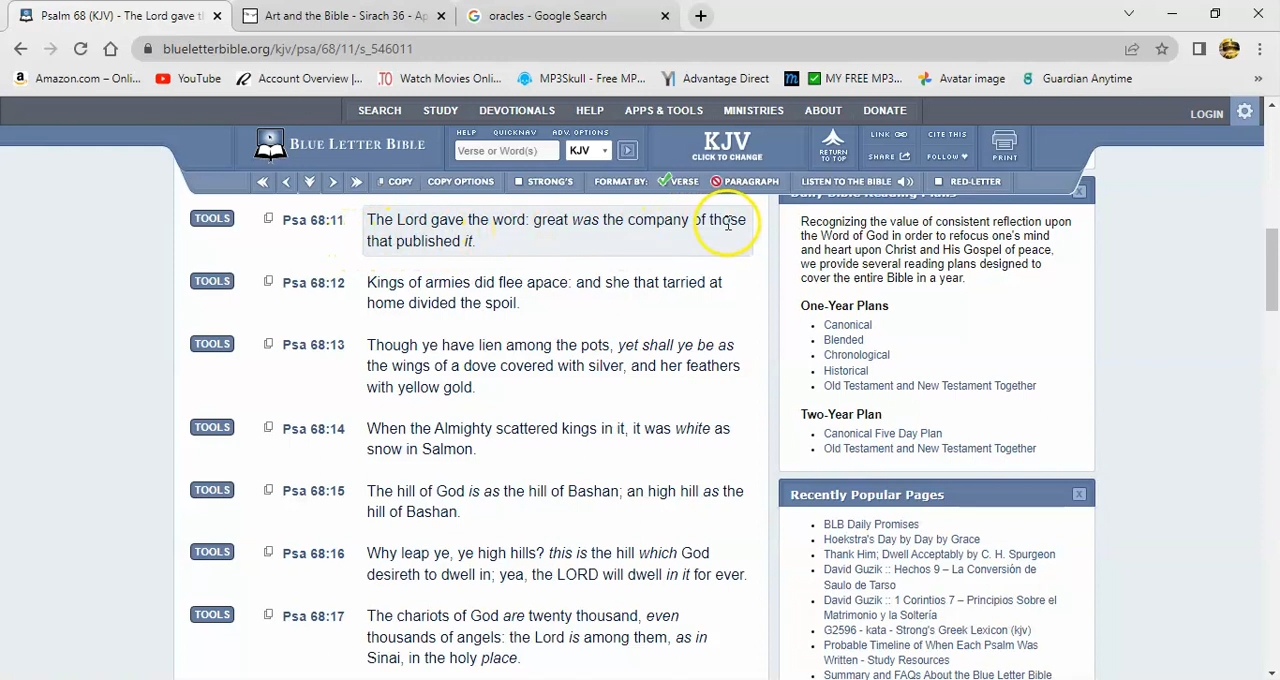 Psalm 68 (KJV) - The Lord gave t
Art and the Bible - Sirach 36 - Ap
oracles - Google Search
blueletterbible.org/kjv/psa/68/11/s_546011
Amazon.com – Onli...
YouTube
Account Overview |...
Watch Movies Onlin...
MP3Skull - Free MP...
Advantage Direct
MY FREE MP3...
Avatar image
Guardian Anytime
»
SEARCH STUDY DEVOTIONALS HELP APPS & TOOLS MINISTRIES ABOUT DONATE LOGIN
BLUE LETTER BIBLE
HELP QUICKNAV ADV. OPTIONS
Verse or Word(s) KJV
KJV
CLICK TO CHANGE
RETURN
TO TOP
LINK CITE THIS
SHARE FOLLOW PRINT
COPY COPY OPTIONS STRONG'S FORMAT BY: VERSE PARAGRAPH LISTEN TO THE BIBLE RED-LETTER
TOOLS Psa 68:11 The Lord gave the word: great was the company of those
that published it.
TOOLS Psa 68:12 Kings of armies did flee apace: and she that tarried at
home divided the spoil.
TOOLS Psa 68:13 Though ye have lien among the pots, yet shall ye be as
the wings of a dove covered with silver, and her feathers
with yellow gold.
TOOLS Psa 68:14 When the Almighty scattered kings in it, it was white as
snow in Salmon.
TOOLS Psa 68:15 The hill of God is as the hill of Bashan; an high hill as the
hill of Bashan.
TOOLS Psa 68:16 Why leap ye, ye high hills? this is the hill which God
desireth to dwell in; yea, the LORD will dwell in it for ever.
TOOLS Psa 68:17 The chariots of God are twenty thousand, even
thousands of angels: the Lord is among them, as in
Sinai, in the holy place.
Daily Bible Reading Plans
Recognizing the value of consistent reflection upon
the Word of God in order to refocus one's mind
and heart upon Christ and His Gospel of peace,
we provide several reading plans designed to
cover the entire Bible in a year.
One-Year Plans
Canonical
Blended
Chronological
Historical
Old Testament and New Testament Together
Two-Year Plan
Canonical Five Day Plan
Old Testament and New Testament Together
Recently Popular Pages
BLB Daily Promises
Hoekstra's Day by Day by Grace
Thank Him; Dwell Acceptably by C. H. Spurgeon
David Guzik :: Hechos 9 – La Conversión de
Saulo de Tarso
David Guzik :: 1 Corintios 7 – Principios Sobre el
Matrimonio y la Soltería
G2596 - kata - Strong's Greek Lexicon (kjv)
Probable Timeline of When Each Psalm Was
Written - Study Resources
Summary and FAQs About the Blue Letter Bible